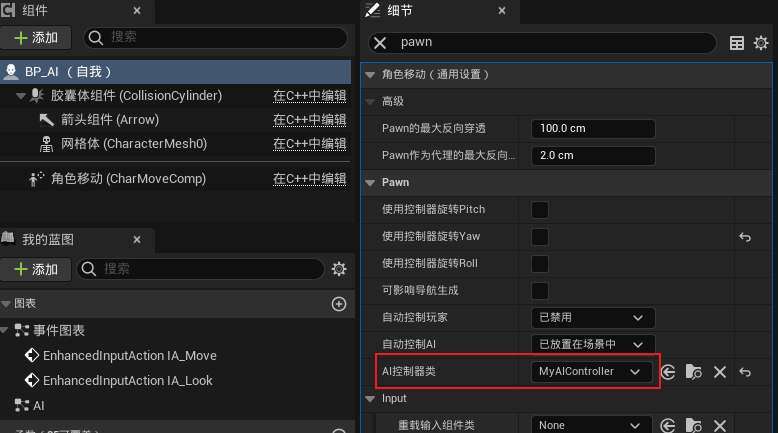 组件
添加
搜索
BP_AI （自我）
胶囊体组件 (CollisionCylinder) 在C++中编辑
箭头组件 (Arrow) 在C++中编辑
网格体 (CharacterMesh0) 在C++中编辑
角色移动 (CharMoveComp) 在C++中编辑
我的蓝图
添加
搜索
图表
事件图表
EnhancedInputAction IA_Move
EnhancedInputAction IA_Look
AI
细节
pawn
角色移动（通用设置）
高级
Pawn的最大反向穿透 100.0 cm
Pawn作为代理的最大反向... 2.0 cm
Pawn
使用控制器旋转Pitch
使用控制器旋转Yaw
使用控制器旋转Roll
可影响导航生成
自动控制玩家 已禁用
自动控制AI 已放置在场景中
AI控制器类 MyAIController
Input
重载输入组件类 None